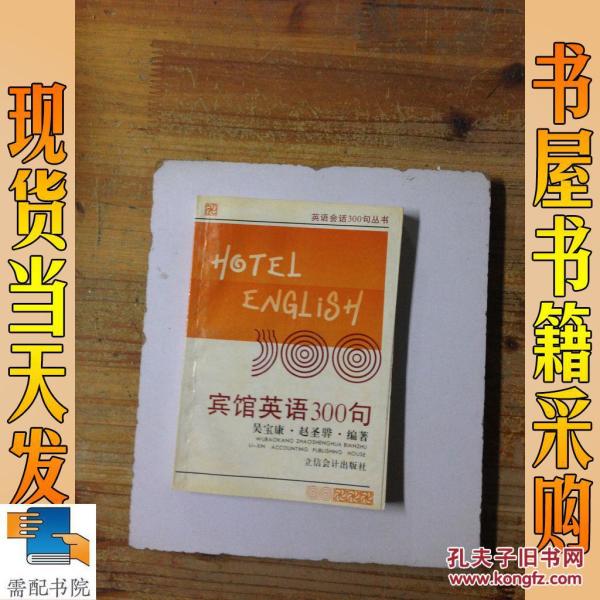 现货当天发
书屋书籍采购
英语会话300句丛书
HOTEL
ENGLISH
300
宾馆英语300句
吴宝康·赵圣骅·编著
WUBAOKANG ZHAOSHENGHUA BIANZHU
LI-XIN ACCOUNTING PUBLISHING HOUSE
立信会计出版社
需配书院
孔夫子旧书网
www.kongfz.com